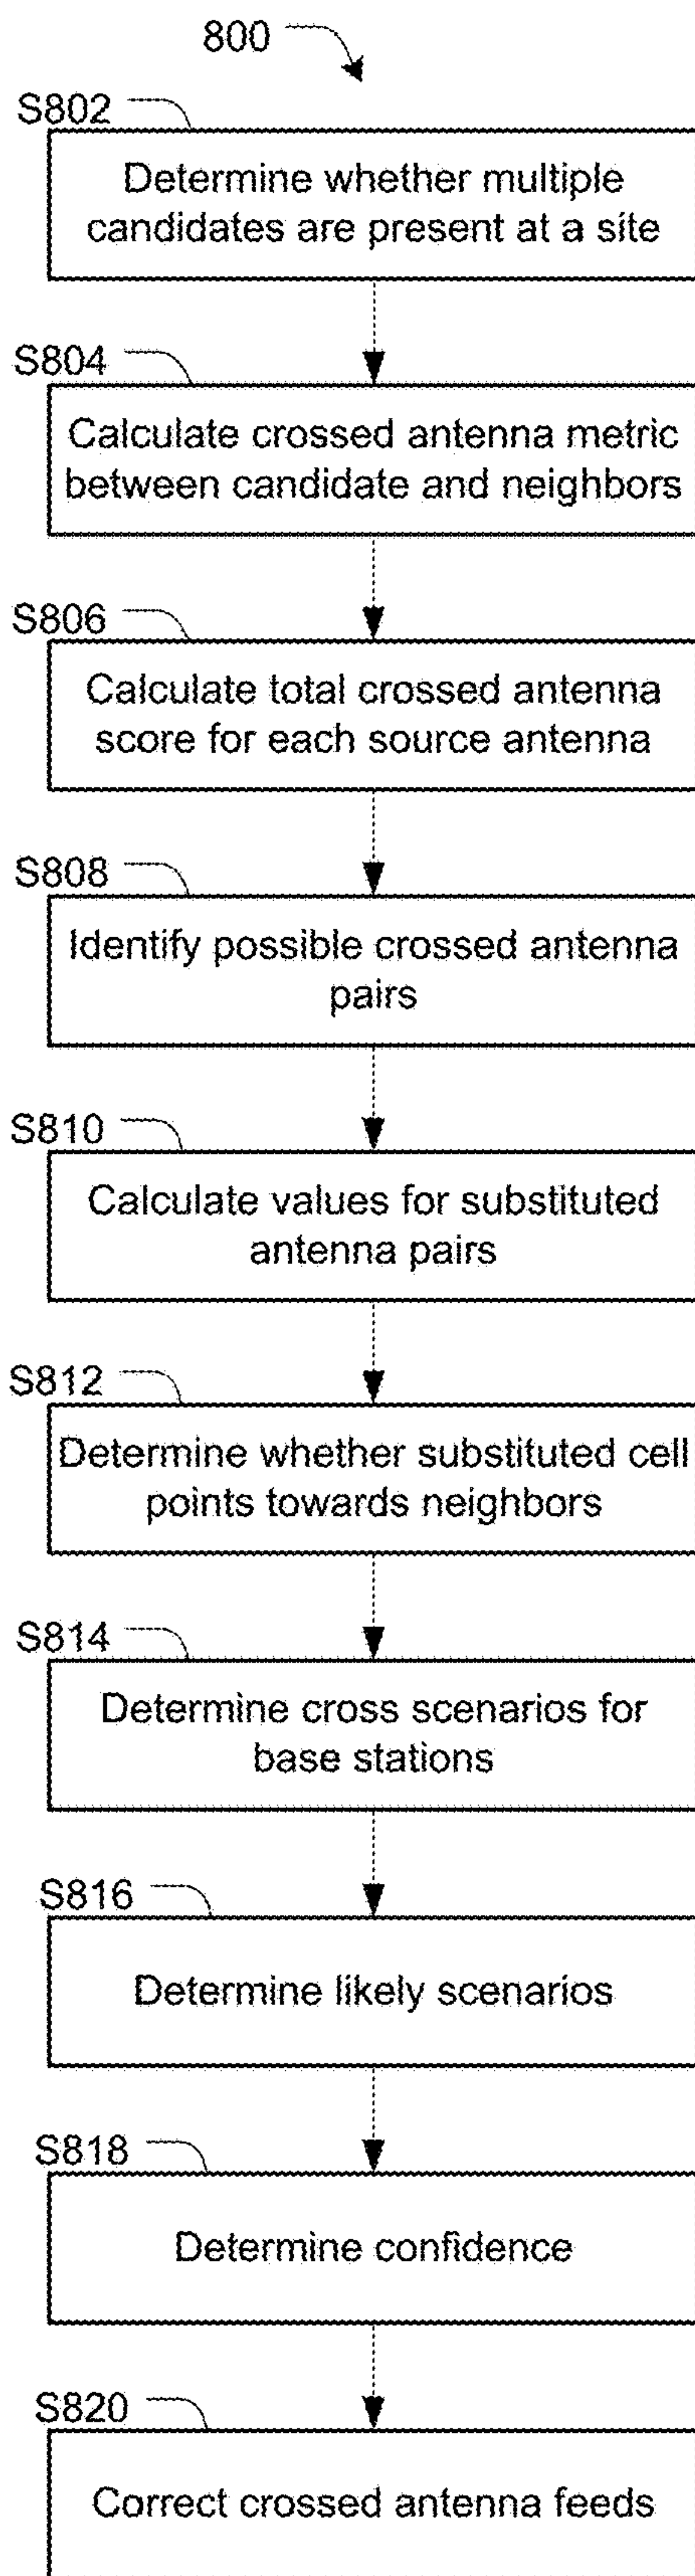 800
S802
Determine whether multiple
candidates are present at a site
S804
Calculate crossed antenna metric
between candidate and neighbors
S806
Calculate total crossed antenna
score for each source antenna
S808
Identify possible crossed antenna
pairs
S810
Calculate values for substituted
antenna pairs
S812
Determine whether substituted cell
points towards neighbors
S814
Determine cross scenarios for
base stations
S816
Determine likely scenarios
S818
Determine confidence
S820
Correct crossed antenna feeds